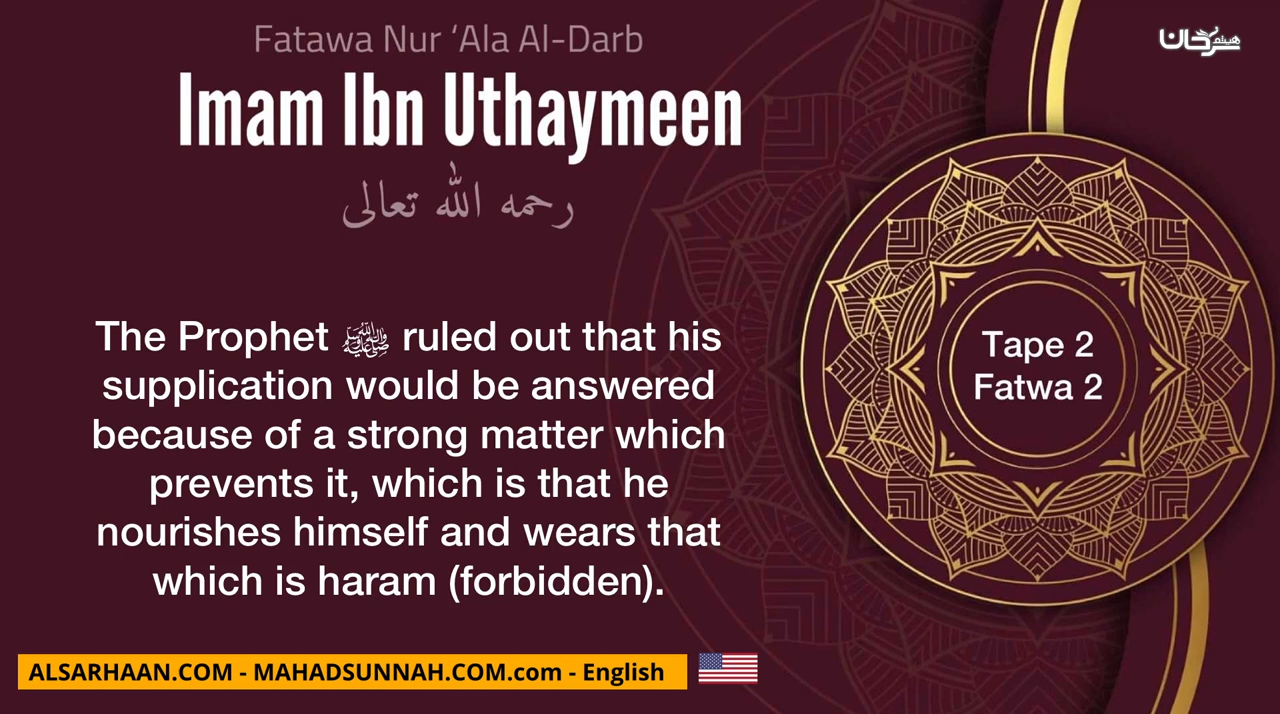 Fatawa Nur ‘Ala Al-Darb
هيثم سرحان
Imam Ibn Uthaymeen
رحمه الله تعالى
The Prophet ﷺ ruled out that his
supplication would be answered
because of a strong matter which
prevents it, which is that he
nourishes himself and wears that
which is haram (forbidden).
Tape 2
Fatwa 2
ALSARHAAN.COM - MAHADSUNNAH.COM.com - English